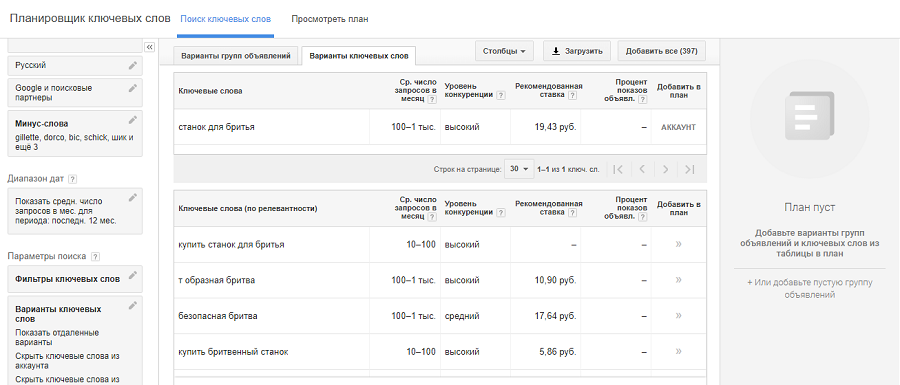 Планировщик ключевых слов
Поиск ключевых слов
Просмотреть план
Русский
Google и поисковые
партнеры
Минус-слова
gillette, dorco, bic, schick, шик и
ещё 3
Диапазон дат ?
Показать средн. число
запросов в мес. для
периода: последн. 12 мес.
Параметры поиска ?
Фильтры ключевых слов
Варианты ключевых
слов
Показать отдаленные
варианты
Скрыть ключевые слова из
аккаунта
Скрыть ключевые слова из
Варианты групп объявлений
Варианты ключевых слов
Столбцы
Загрузить
Добавить все (397)
Ключевые слова
Ср. число
запросов в
месяц ?
Уровень
конкуренции ?
Рекомендованная
ставка ?
Процент
показов
объявл. ?
Добавить в
план
станок для бритья 100–1 тыс. высокий 19,43 руб. – АККАУНТ
Строк на странице: 30 1–1 из 1 ключ. сл.
Ключевые слова (по релевантности)
Ср. число
запросов в
месяц ?
Уровень
конкуренции ?
Рекомендованная
ставка ?
Процент
показов
объявл. ?
Добавить в
план
купить станок для бритья 10–100 высокий – – »
т образная бритва 100–1 тыс. высокий 10,90 руб. – »
безопасная бритва 100–1 тыс. средний 17,64 руб. – »
купить бритвенный станок 10–100 высокий 5,86 руб. – »
План пуст
Добавьте варианты групп
объявлений и ключевых слов из
таблицы в план
+ Или добавьте пустую группу
объявлений